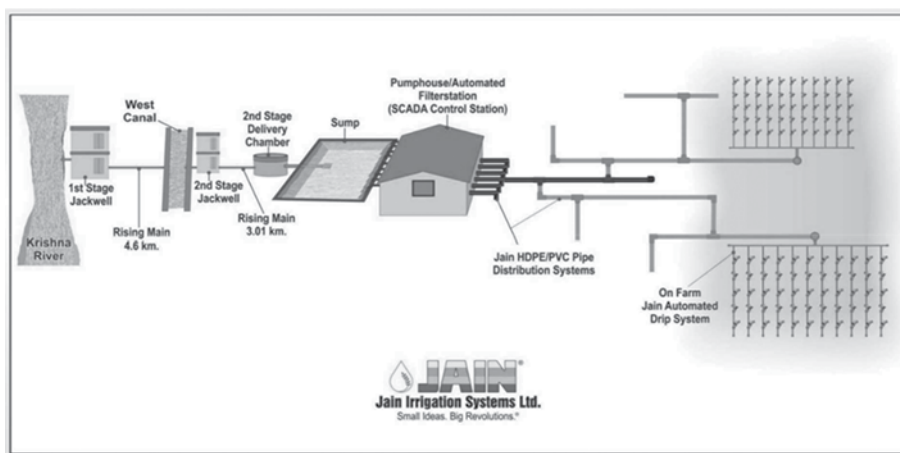 Krishna
River
1st Stage
Jackwell
Rising Main
4.6 km.
West
Canal
2nd Stage
Jackwell
Rising Main
3.01 km.
2nd Stage
Delivery
Chamber
Sump
Pumphouse/Automated
Filterstation
(SCADA Control Station)
Jain HDPE/PVC Pipe
Distribution Systems
On Farm
Jain Automated
Drip System
JAIN®
Jain Irrigation Systems Ltd.
Small Ideas. Big Revolutions.®